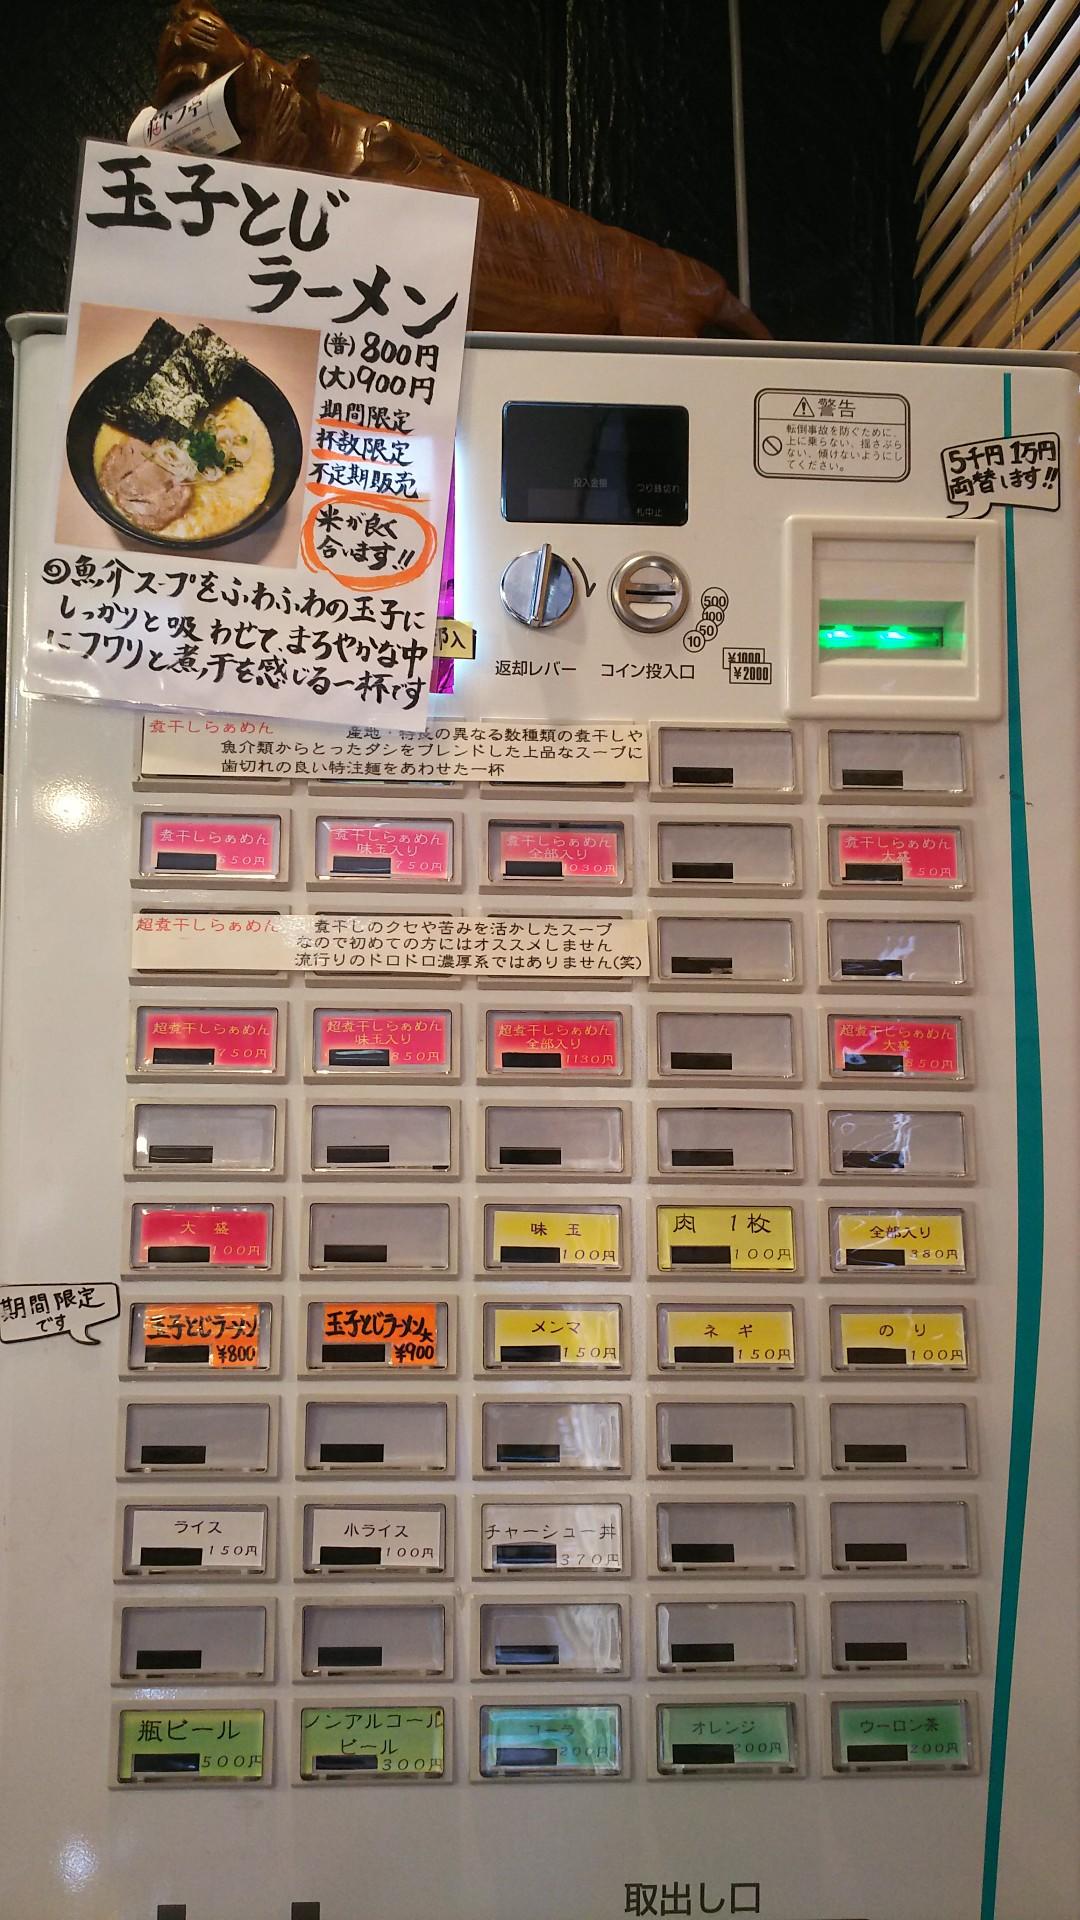 玉子とじ
ラーメン
(普)800円
(大)900円
期間限定
杯数限定
不定期販売
米が良く
合います!!
魚介スープをふわふわの玉子に
しっかりと吸わせて、まろやかな中
にフワリと煮干を感じる一杯です
投入金額
つり銭切れ
札中止
警告
転倒事故を防ぐために、
上に乗らない、揺さぶら
ない、傾けないようにし
てください。
5千円1万円
両替します!!
返却レバー
コイン投入口
500
100
50
10
¥1000
¥2000
煮干しらぁめん
産地・特長の異なる数種類の煮干しや
魚介類からとったダシをブレンドした上品なスープに
歯切れの良い特注麺をあわせた一杯
煮干しらぁめん
650円
煮干しらぁめん
味玉入り
750円
煮干しらぁめん
全部入り
1030円
煮干しらぁめん
大盛
750円
超煮干しらぁめん
煮干しのクセや苦みを活かしたスープ
なので初めての方にはオススメしません
流行りのドロドロ濃厚系ではありません(笑)
超煮干しらぁめん
750円
超煮干しらぁめん
味玉入り
850円
超煮干しらぁめん
全部入り
1130円
超煮干しらぁめん
大盛
850円
大 盛
100円
味 玉
100円
肉 1枚
100円
全部入り
380円
期間限定
です
玉子とじラーメン
¥800
玉子とじラーメン大
¥900
メンマ
150円
ネ ギ
150円
の り
100円
ライス
150円
小ライス
100円
チャーシュー丼
370円
瓶ビール
500円
ノンアルコール
ビール
300円
コーラ
200円
オレンジ
200円
ウーロン茶
200円
取出し口